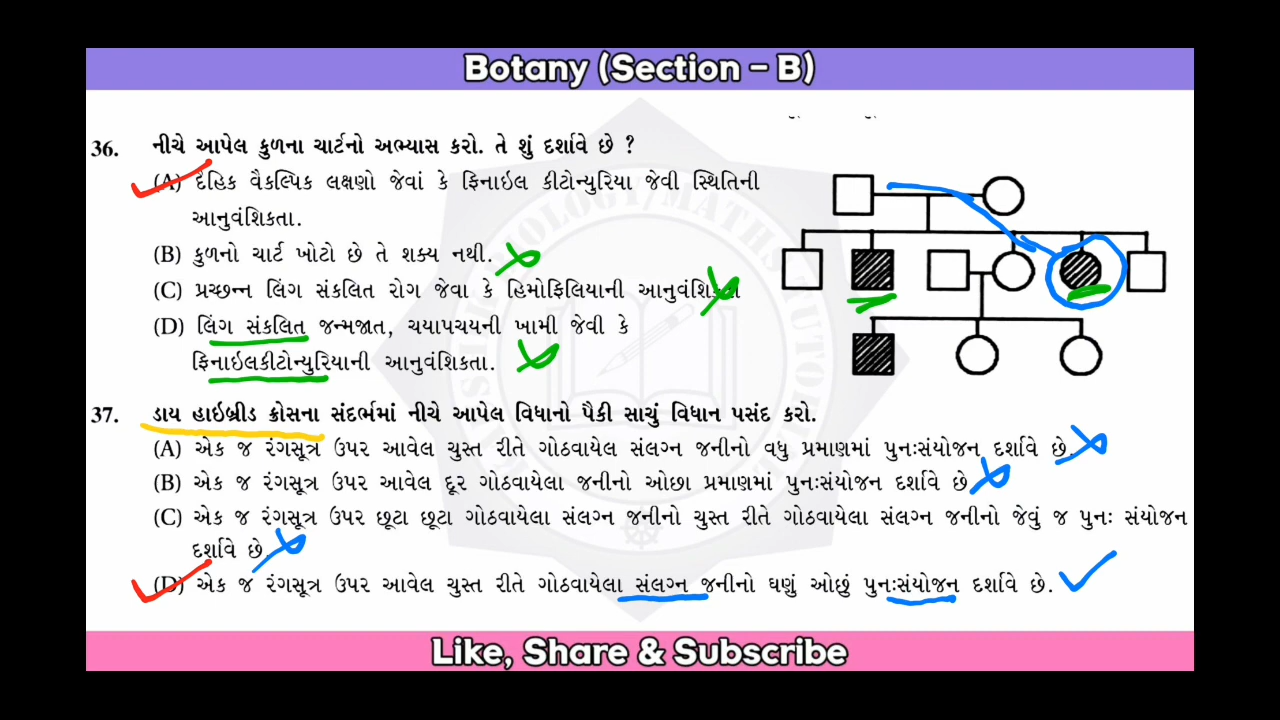 Botany (Section – B)
36. નીચે આપેલ કુળના ચાર્ટનો અભ્યાસ કરો. તે શું દર્શાવે છે ?
(A) દૈહિક વૈકલ્પિક લક્ષણો જેવાં કે ફિનાઇલ કીટોન્યુરિયા જેવી સ્થિતિની
આનુવંશિકતા.
(B) કુળનો ચાર્ટ ખોટો છે તે શક્ય નથી.
(C) પ્રચ્છન્ન લિંગ સંકલિત રોગ જેવા કે હિમોફિલિયાની આનુવંશિકતા
(D) લિંગ સંકલિત જન્મજાત, ચયાપચયની ખામી જેવી કે
ફિનાઇલકીટોન્યુરિયાની આનુવંશિકતા.
37. ડાય હાઇબ્રીડ ક્રોસના સંદર્ભમાં નીચે આપેલ વિધાનો પૈકી સાચું વિધાન પસંદ કરો.
(A) એક જ રંગસૂત્ર ઉપર આવેલ ચુસ્ત રીતે ગોઠવાયેલ સંલગ્ન જનીનો વધુ પ્રમાણમાં પુનઃસંયોજન દર્શાવે છે.
(B) એક જ રંગસૂત્ર ઉપર આવેલ દૂર ગોઠવાયેલા જનીનો ઓછા પ્રમાણમાં પુનઃસંયોજન દર્શાવે છે
(C) એક જ રંગસૂત્ર ઉપર છૂટા છૂટા ગોઠવાયેલા સંલગ્ન જનીનો ચુસ્ત રીતે ગોઠવાયેલા સંલગ્ન જનીનો જેવું જ પુનઃ સંયોજન
દર્શાવે છે.
(D) એક જ રંગસૂત્ર ઉપર આવેલ ચુસ્ત રીતે ગોઠવાયેલા સંલગ્ન જનીનો ઘણું ઓછું પુનઃસંયોજન દર્શાવે છે.
Like, Share & Subscribe